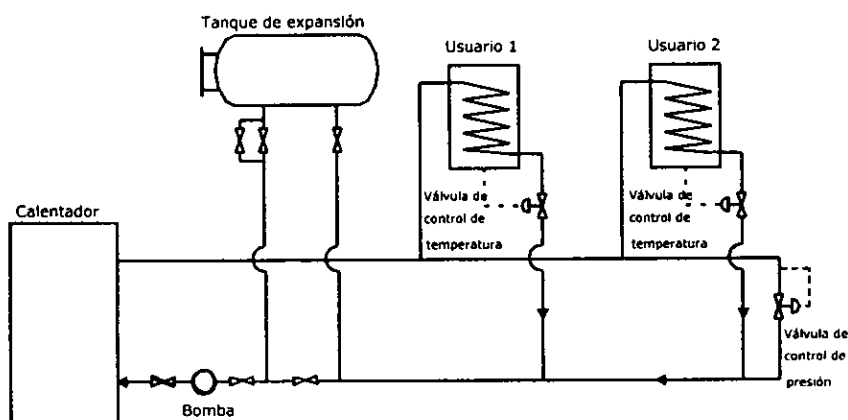 Tanque de expansión
Usuario 1
Usuario 2
Válvula de
control de
temperatura
Válvula de
control de
temperatura
Calentador
Válvula de
control de
presión
Bomba